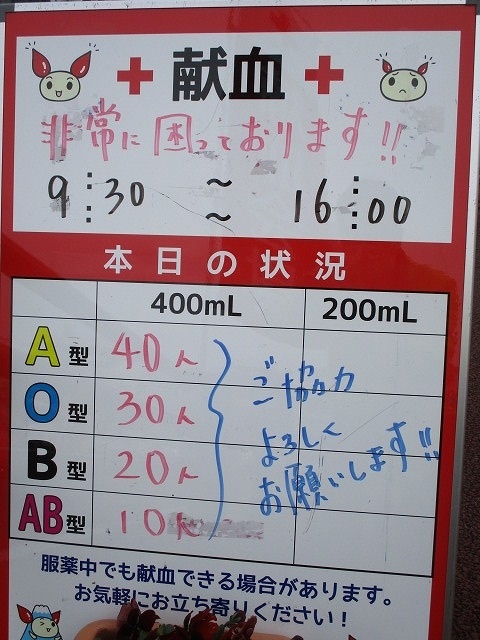 献血
非常に困っております!!
9:30 ~ 16:00
本日の状況
400mL 200mL
A型 40人
O型 30人
B型 20人
AB型 10人
ご協力
よろしく
お願いします!!
服薬中でも献血できる場合があります。
お気軽にお立ち寄りください!